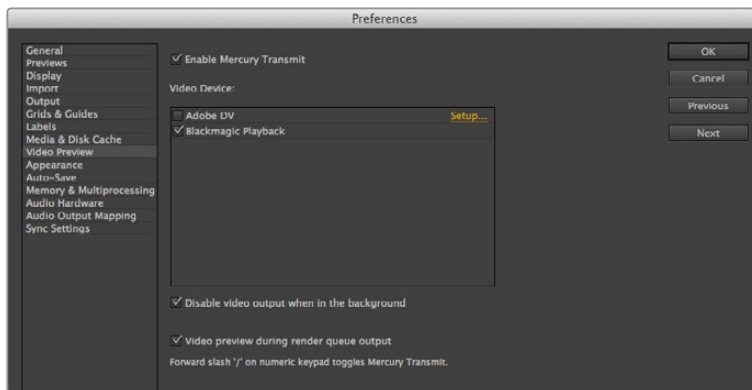 Preferences
General
Previews
Display
Import
Output
Grids & Guides
Labels
Media & Disk Cache
Video Preview
Appearance
Auto-Save
Memory & Multiprocessing
Audio Hardware
Audio Output Mapping
Sync Settings
Enable Mercury Transmit
Video Device:
Adobe DV Setup...
Blackmagic Playback
Disable video output when in the background
Video preview during render queue output
Forward slash '/' on numeric keypad toggles Mercury Transmit.
OK
Cancel
Previous
Next